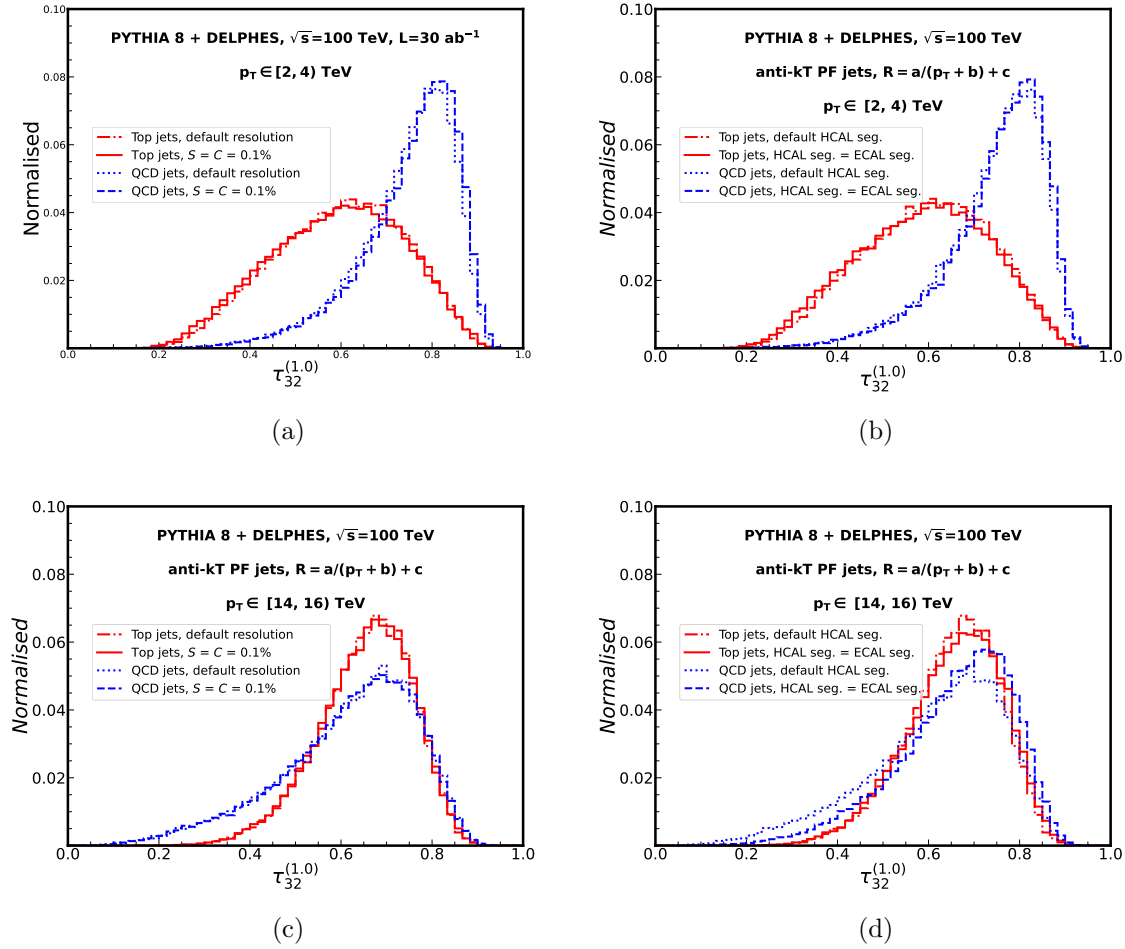 0.10
PYTHIA 8 + DELPHES, √s=100 TeV, L=30 ab⁻¹
p_T ∈ [2, 4) TeV
0.08
Top jets, default resolution
Top jets, S = C = 0.1%
QCD jets, default resolution
QCD jets, S = C = 0.1%
0.06
0.04
0.02
Normalised
0.0 0.2 0.4 0.6 0.8 1.0
τ₃₂^(1.0)
(a)
0.10
PYTHIA 8 + DELPHES, √s=100 TeV
anti-kT PF jets, R = a/(p_T + b) + c
p_T ∈ [2, 4) TeV
0.08
Top jets, default HCAL seg.
Top jets, HCAL seg. = ECAL seg.
QCD jets, default HCAL seg.
QCD jets, HCAL seg. = ECAL seg.
0.06
0.04
0.02
Normalised
0.0 0.2 0.4 0.6 0.8 1.0
τ₃₂^(1.0)
(b)
0.10
PYTHIA 8 + DELPHES, √s=100 TeV
anti-kT PF jets, R = a/(p_T + b) + c
p_T ∈ [14, 16) TeV
0.08
Top jets, default resolution
Top jets, S = C = 0.1%
QCD jets, default resolution
QCD jets, S = C = 0.1%
0.06
0.04
0.02
Normalised
0.0 0.2 0.4 0.6 0.8 1.0
τ₃₂^(1.0)
(c)
0.10
PYTHIA 8 + DELPHES, √s=100 TeV
anti-kT PF jets, R = a/(p_T + b) + c
p_T ∈ [14, 16) TeV
0.08
Top jets, default HCAL seg.
Top jets, HCAL seg. = ECAL seg.
QCD jets, default HCAL seg.
QCD jets, HCAL seg. = ECAL seg.
0.06
0.04
0.02
Normalised
0.0 0.2 0.4 0.6 0.8 1.0
τ₃₂^(1.0)
(d)